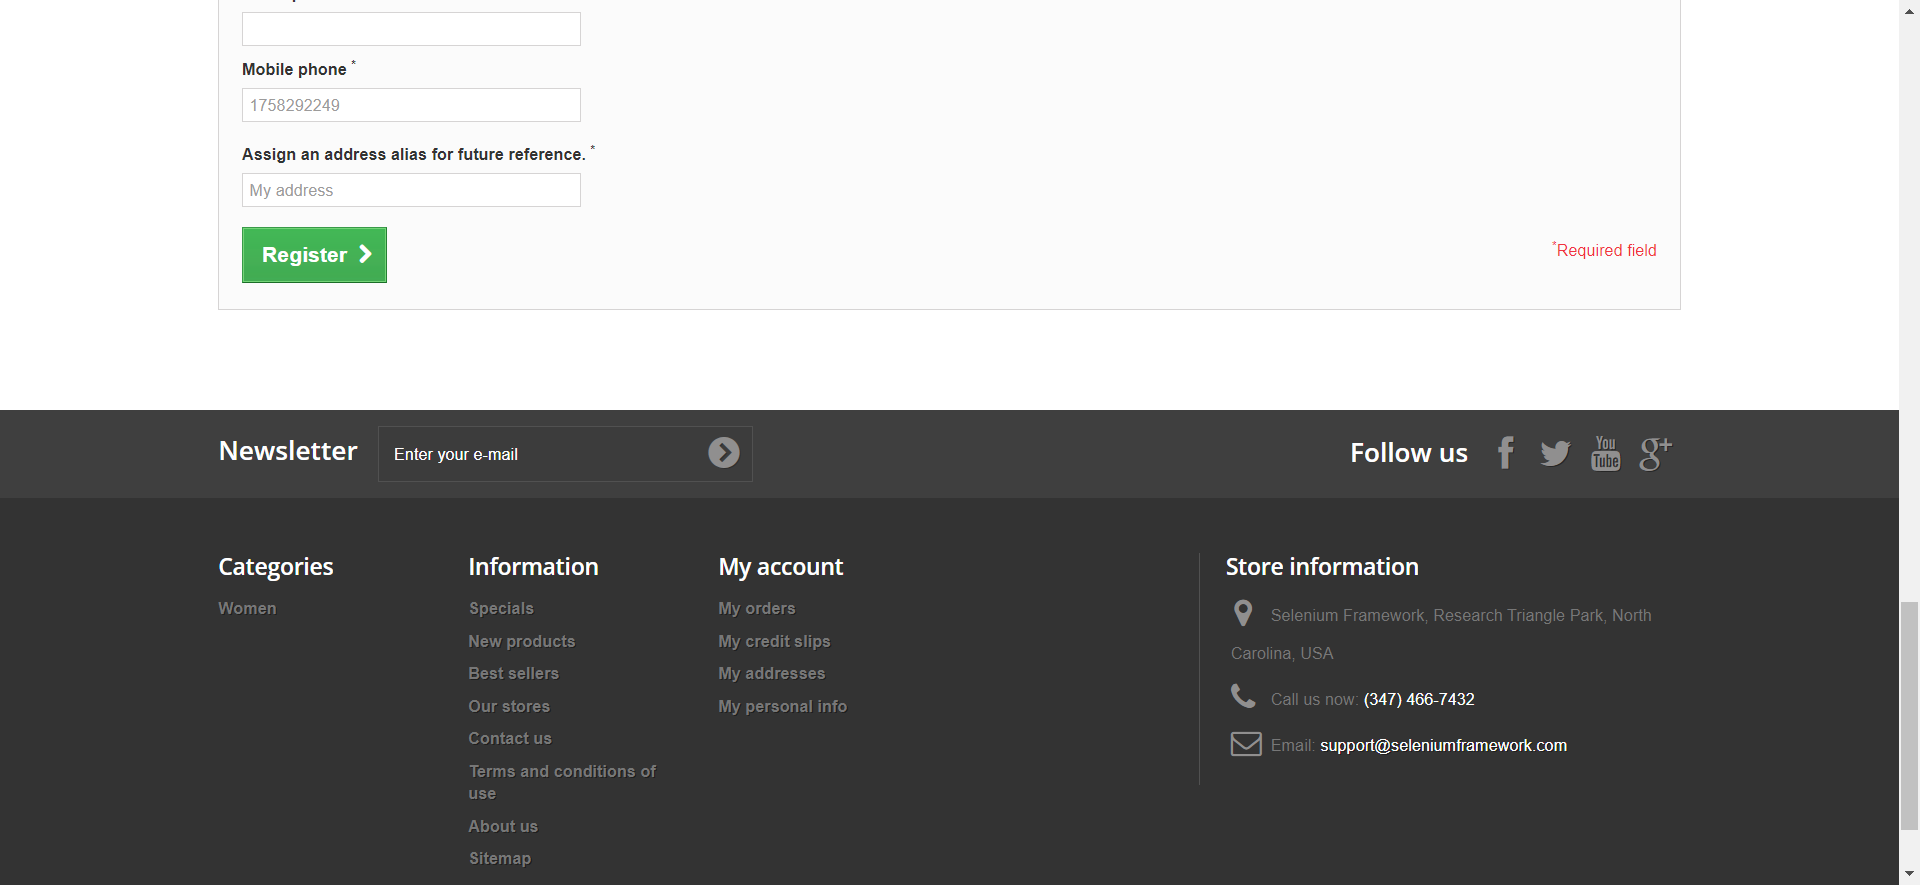 Mobile phone *
1758292249
Assign an address alias for future reference. *
My address
Register
*Required field
Newsletter
Enter your e-mail
Follow us
You
Tube
g+
Categories
Women
Information
Specials
New products
Best sellers
Our stores
Contact us
Terms and conditions of
use
About us
Sitemap
My account
My orders
My credit slips
My addresses
My personal info
Store information
Selenium Framework, Research Triangle Park, North
Carolina, USA
Call us now: (347) 466-7432
Email: support@seleniumframework.com